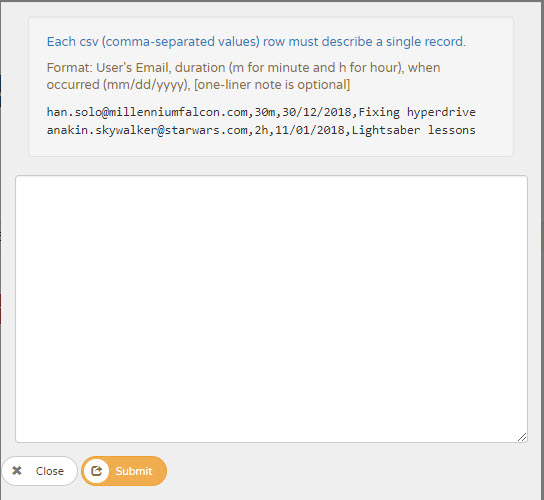 Each csv (comma-separated values) row must describe a single record.
Format: User's Email, duration (m for minute and h for hour), when
occurred (mm/dd/yyyy), [one-liner note is optional]
han.solo@millenniumfalcon.com,30m,30/12/2018,Fixing hyperdrive
anakin.skywalker@starwars.com,2h,11/01/2018,Lightsaber lessons
Close
Submit